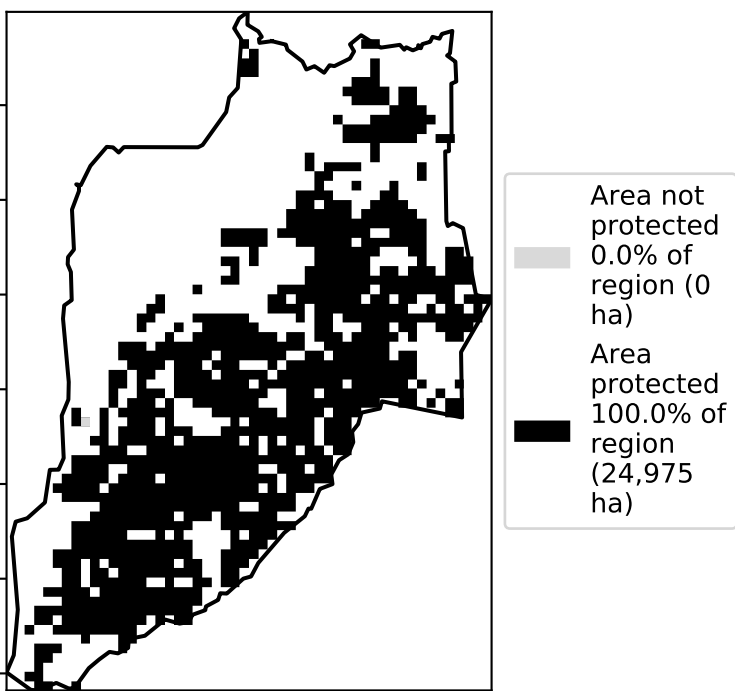 Area not
protected
0.0% of
region (0
ha)
Area
protected
100.0% of
region
(24,975
ha)